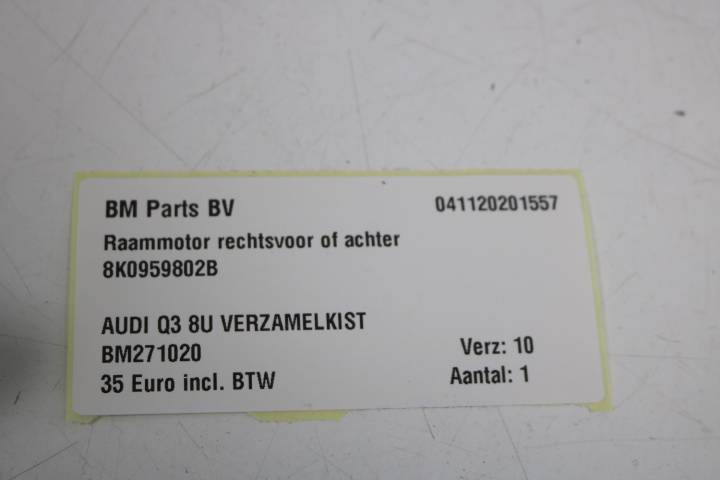 BM Parts BV 041120201557
Raammotor rechtsvoor of achter
8K0959802B
AUDI Q3 8U VERZAMELKIST
BM271020 Verz: 10
35 Euro incl. BTW Aantal: 1